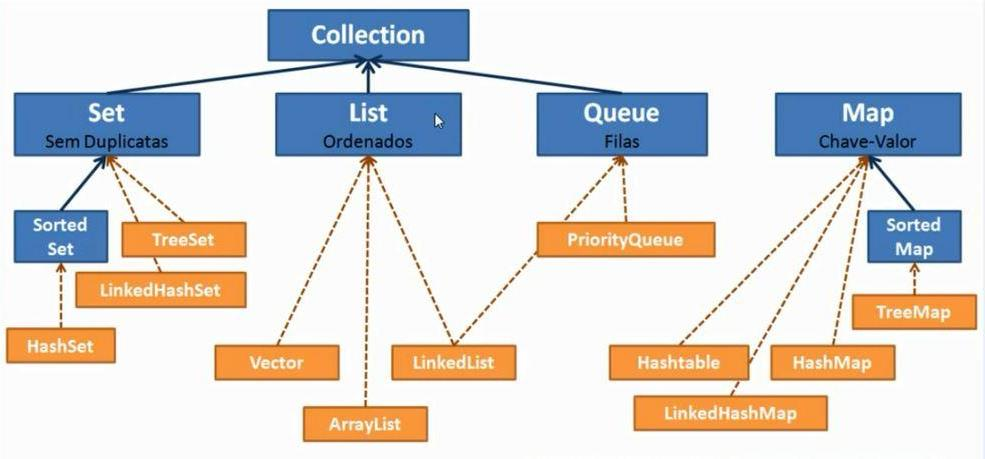 Collection
Set
Sem Duplicatas
List
Ordenados
Queue
Filas
Map
Chave-Valor
Sorted
Set
TreeSet
LinkedHashSet
HashSet
Vector
ArrayList
LinkedList
PriorityQueue
Sorted
Map
TreeMap
Hashtable
HashMap
LinkedHashMap